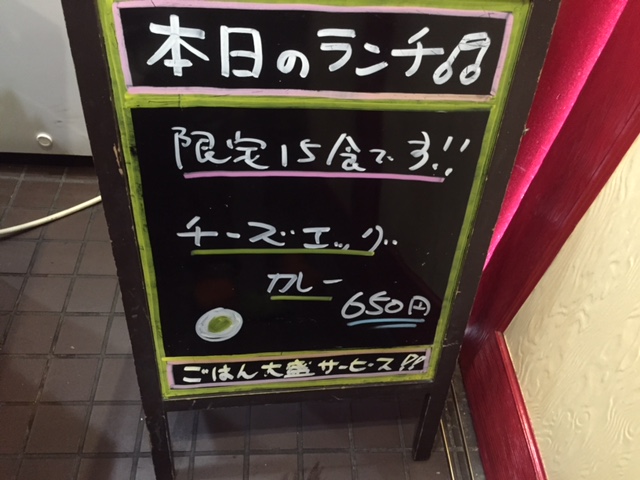 本日のランチ♫
限定15食です!!
チーズエッグ
カレー
650円
ごはん大盛サービス!!